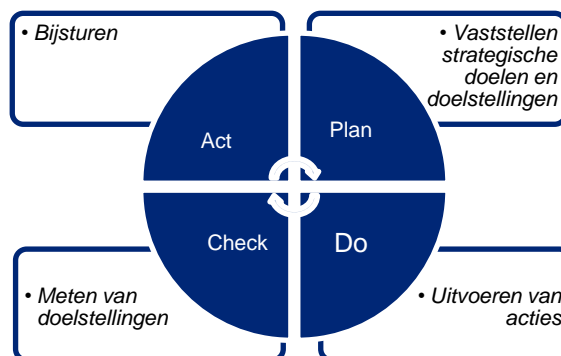 • Bijsturen
• Vaststellen
strategische
doelen en
doelstellingen
Act
Plan
Check
Do
• Meten van
doelstellingen
• Uitvoeren van
acties